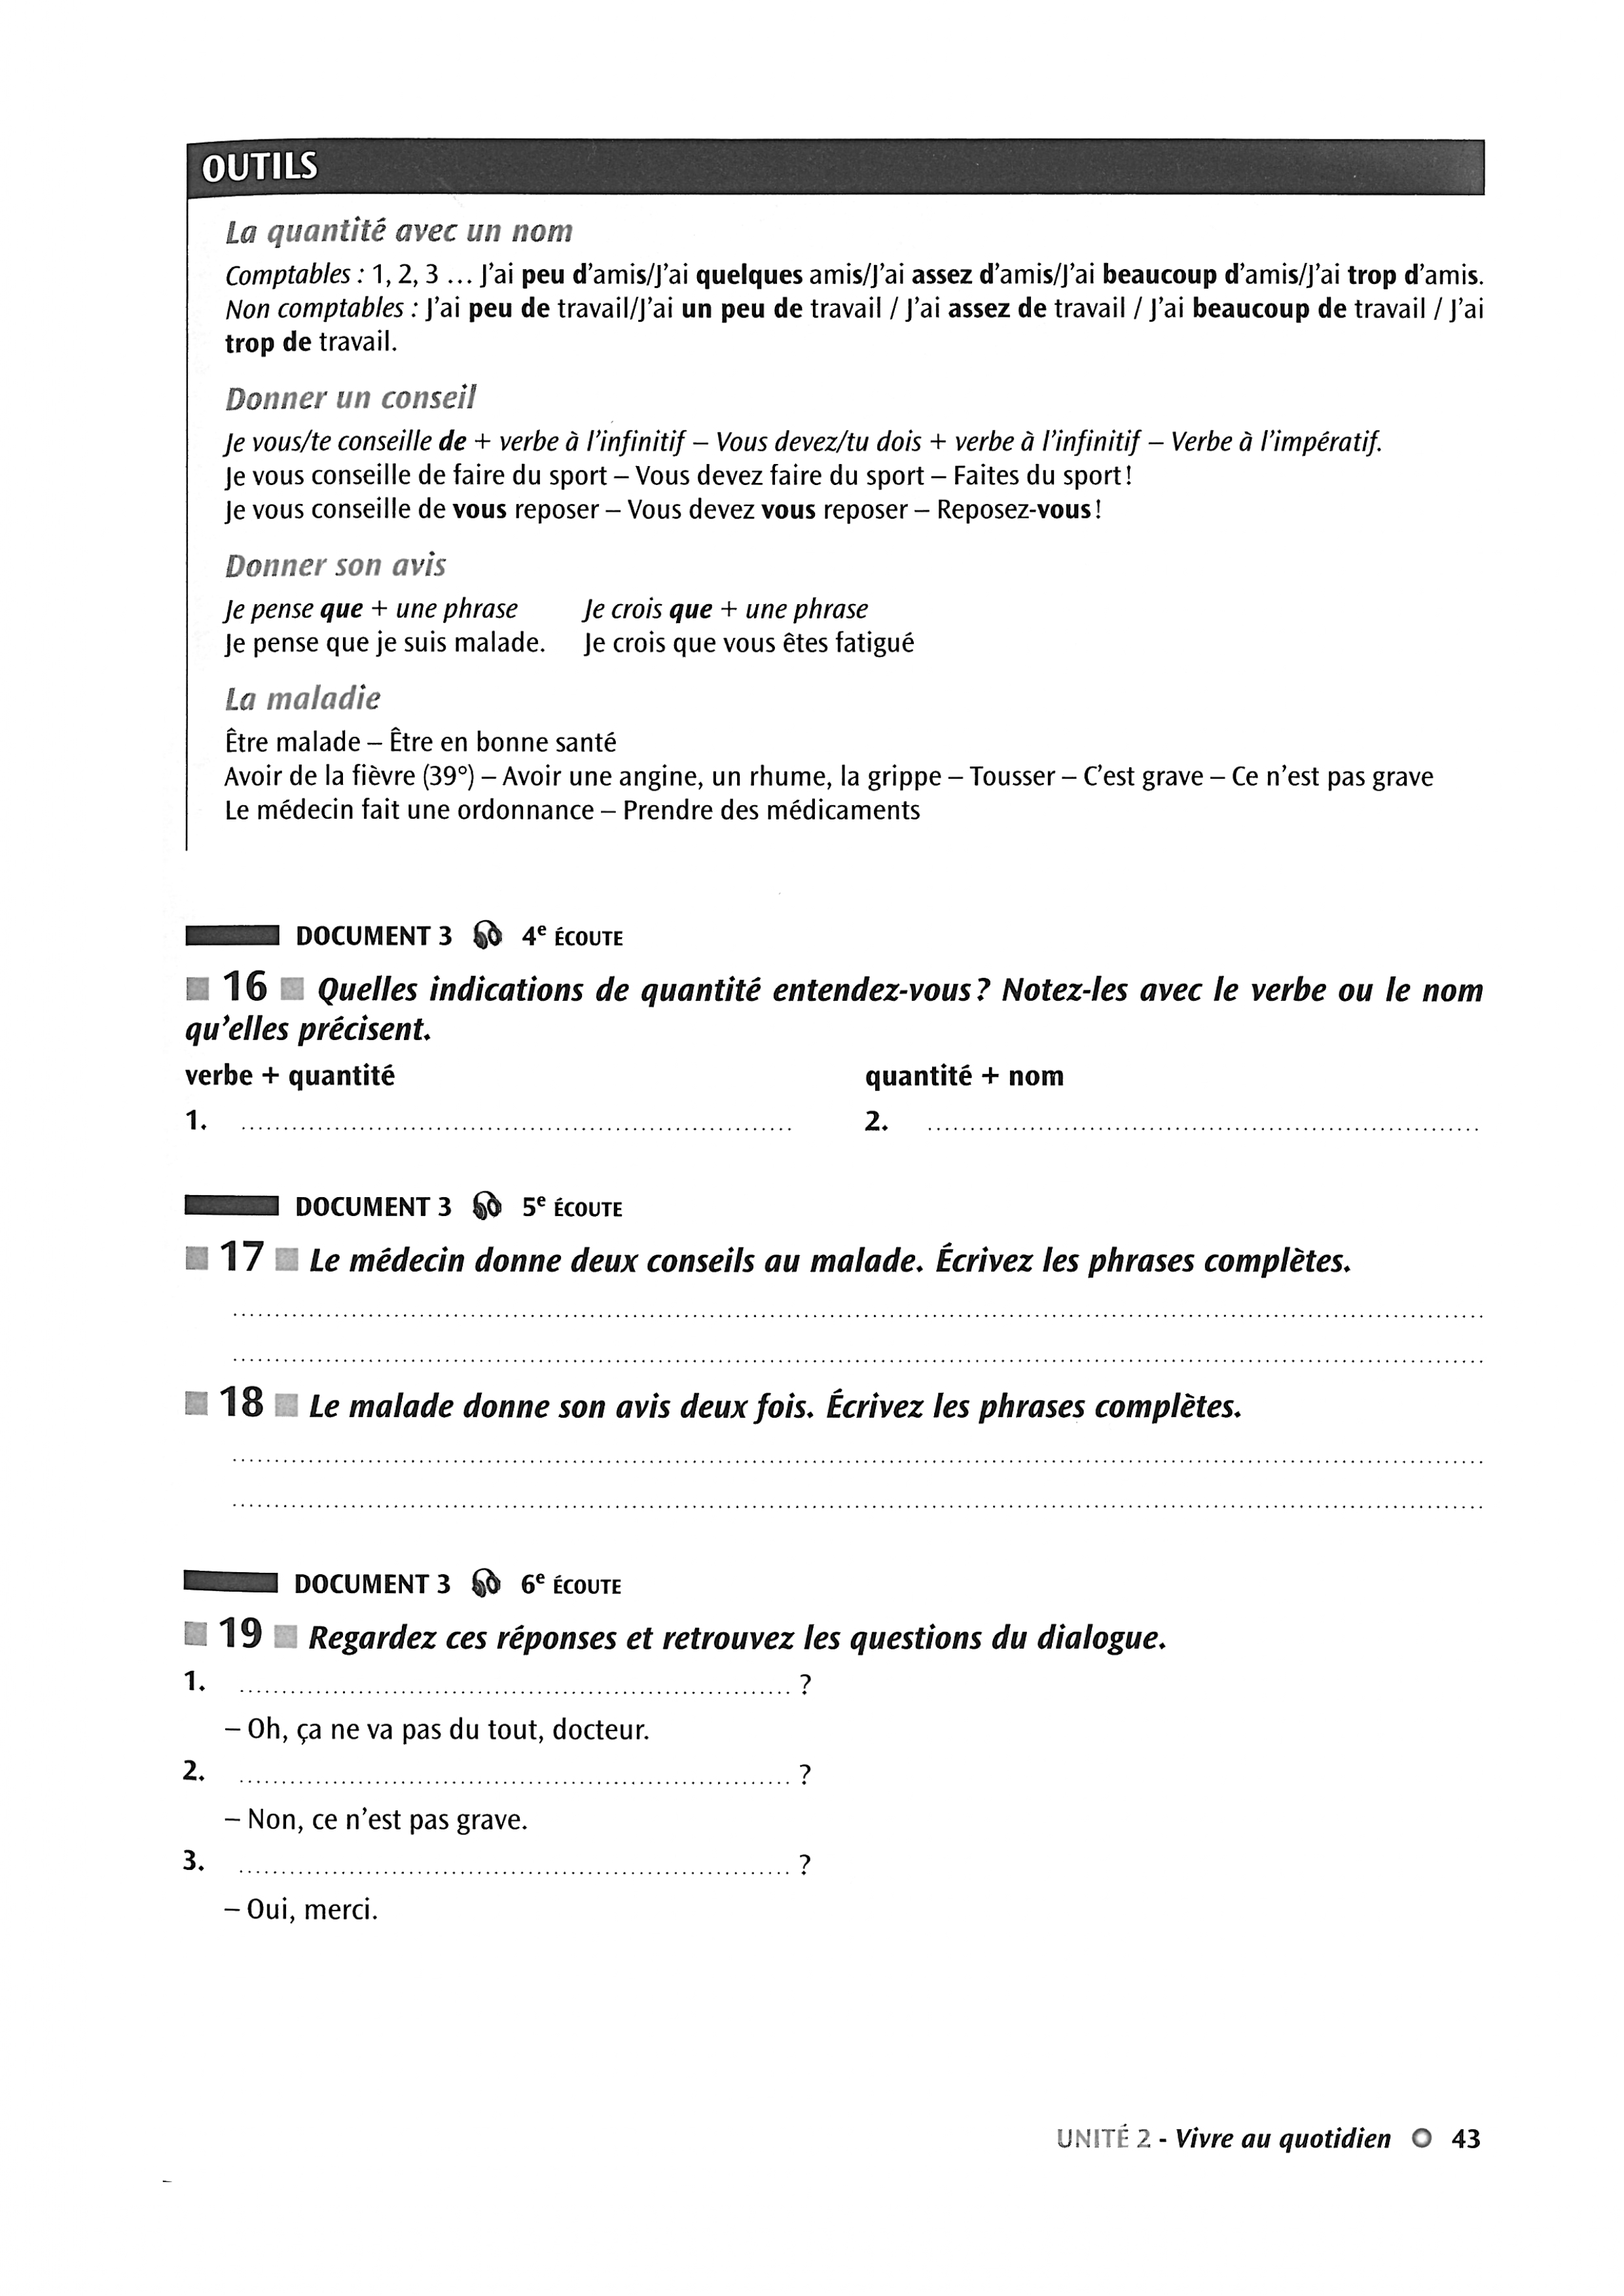 OUTILS
La quantité avec un nom
Comptables : 1, 2, 3 ... J'ai peu d'amis/J'ai quelques amis/J'ai assez d'amis/J'ai beaucoup d'amis/J'ai trop d'amis.
Non comptables : J'ai peu de travail/J'ai un peu de travail / J'ai assez de travail / J'ai beaucoup de travail / J'ai
trop de travail.
Donner un conseil
Je vous/te conseille de + verbe à l'infinitif – Vous devez/tu dois + verbe à l'infinitif – Verbe à l'impératif.
Je vous conseille de faire du sport – Vous devez faire du sport – Faites du sport !
Je vous conseille de vous reposer – Vous devez vous reposer – Reposez-vous !
Donner son avis
Je pense que + une phrase Je crois que + une phrase
Je pense que je suis malade. Je crois que vous êtes fatigué
La maladie
Être malade – Être en bonne santé
Avoir de la fièvre (39°) – Avoir une angine, un rhume, la grippe – Tousser – C'est grave – Ce n'est pas grave
Le médecin fait une ordonnance – Prendre des médicaments
DOCUMENT 3 4e ÉCOUTE
16 Quelles indications de quantité entendez-vous ? Notez-les avec le verbe ou le nom
qu'elles précisent.
verbe + quantité quantité + nom
1. ........................................ 2. ........................................
DOCUMENT 3 5e ÉCOUTE
17 Le médecin donne deux conseils au malade. Écrivez les phrases complètes.
........................................
........................................
18 Le malade donne son avis deux fois. Écrivez les phrases complètes.
........................................
........................................
DOCUMENT 3 6e ÉCOUTE
19 Regardez ces réponses et retrouvez les questions du dialogue.
1. ........................................ ?
– Oh, ça ne va pas du tout, docteur.
2. ........................................ ?
– Non, ce n'est pas grave.
3. ........................................ ?
– Oui, merci.
UNITÉ 2 - Vivre au quotidien 43